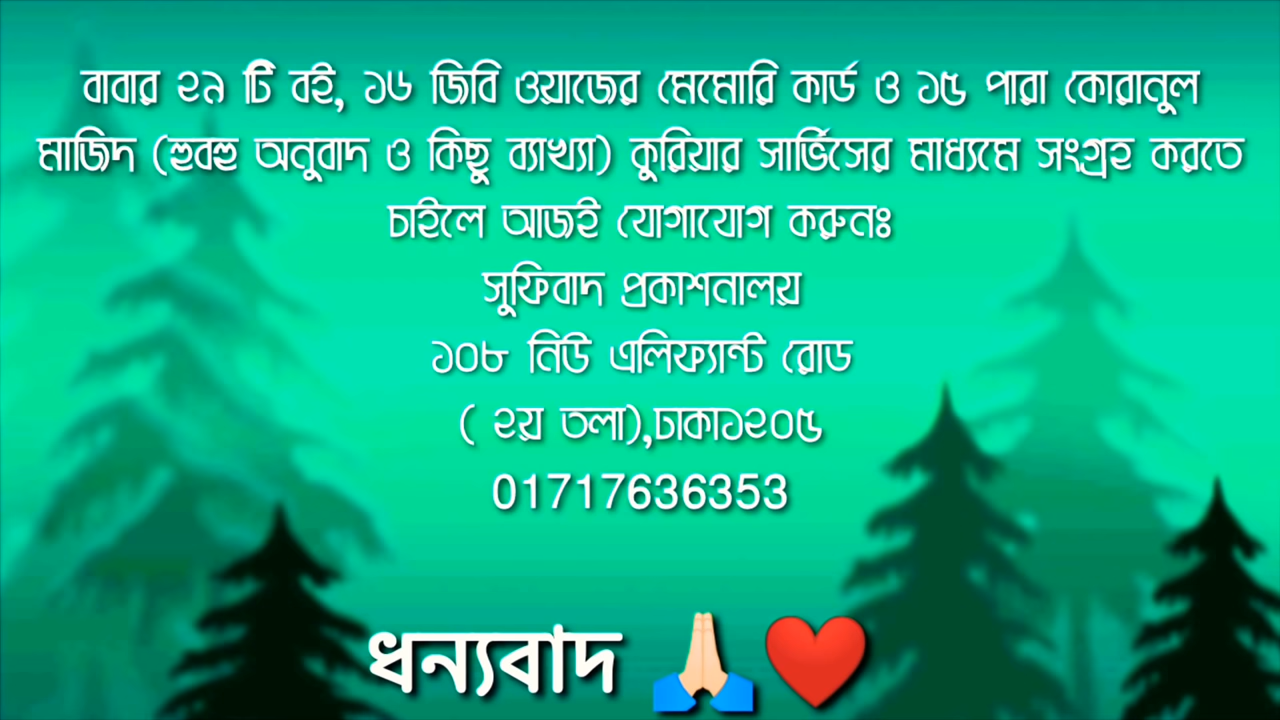 বাবার ২৯ টি বই, ১৬ জিবি ওয়াজের মেমোরি কার্ড ও ১৫ পারা কোরানুল
মাজিদ (হুবহু অনুবাদ ও কিছু ব্যাখ্যা) কুরিয়ার সার্ভিসের মাধ্যমে সংগ্রহ করতে
চাইলে আজই যোগাযোগ করুনঃ
সুফিবাদ প্রকাশনালয়
১০৮ নিউ এলিফ্যান্ট রোড
( ২য় তলা),ঢাকা১২০৫
01717636353
ধন্যবাদ 🙏🏻❤️